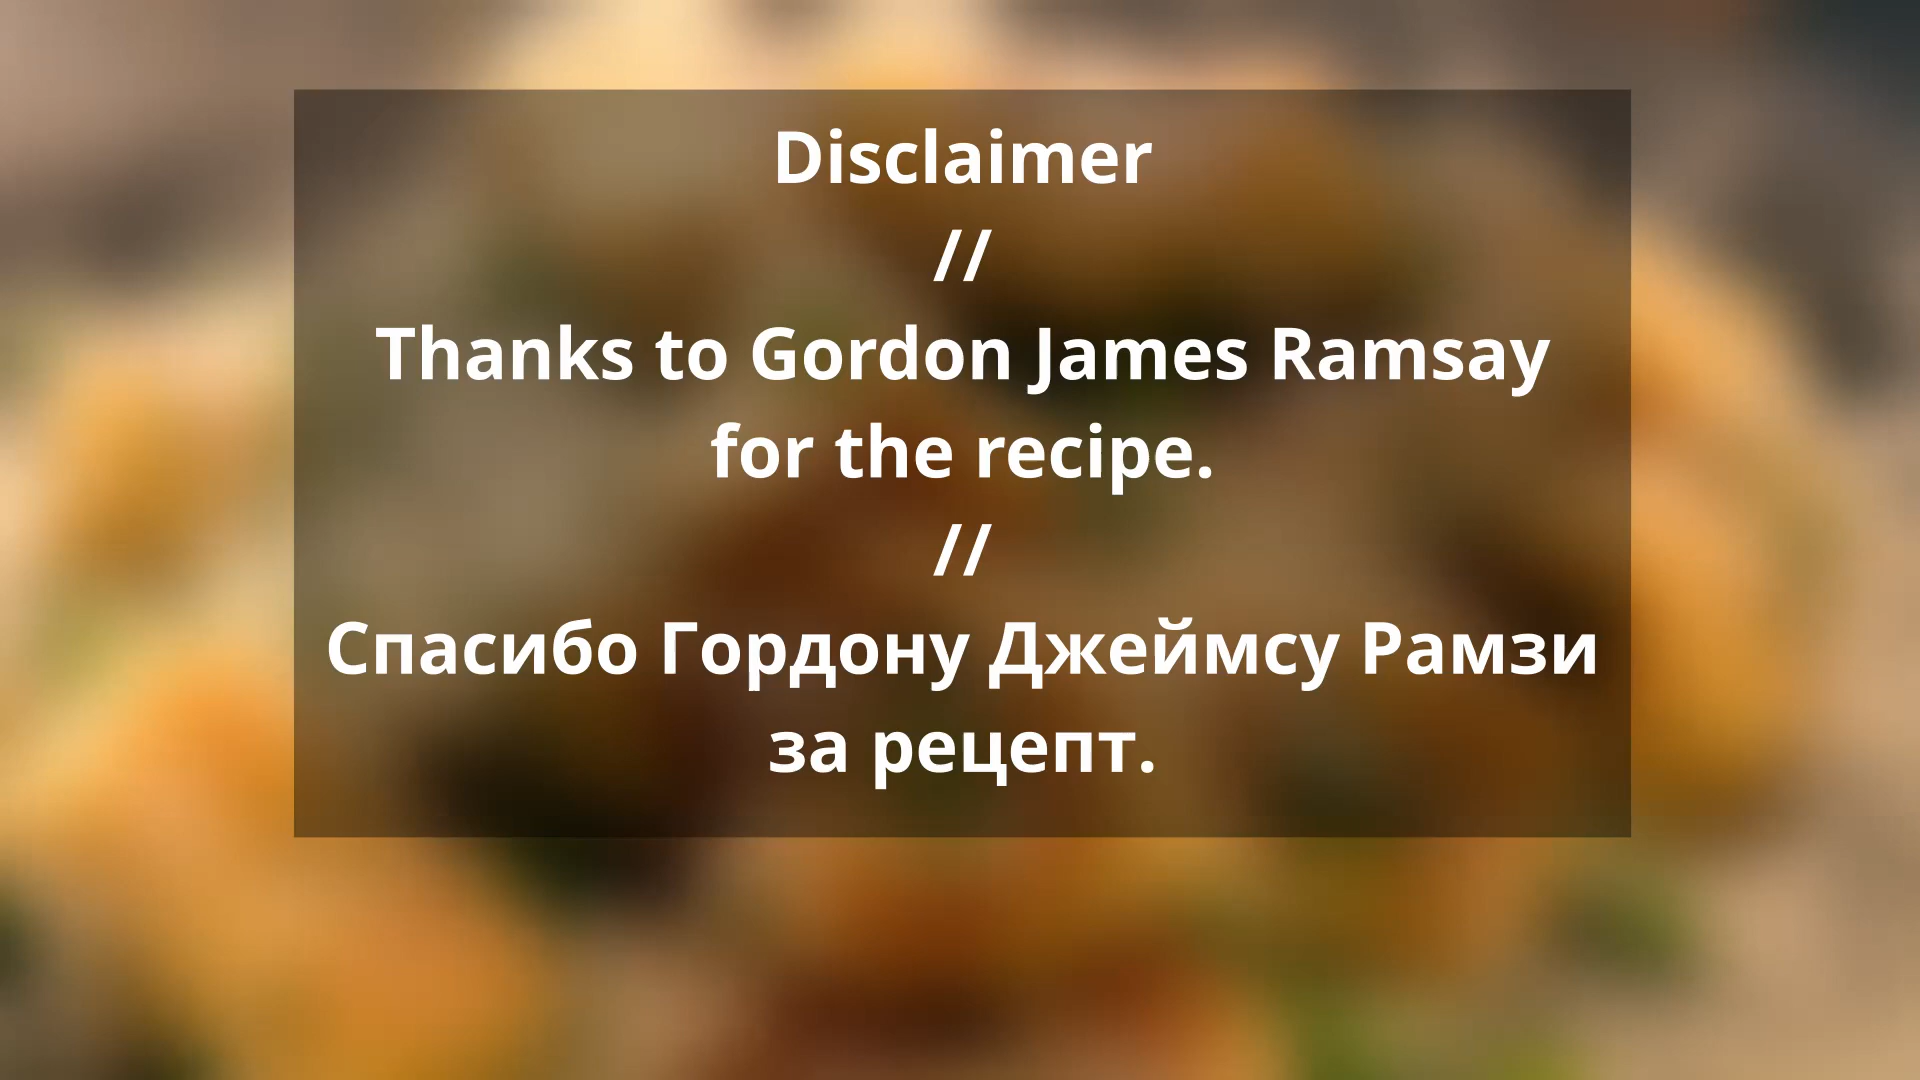 Disclaimer
//
Thanks to Gordon James Ramsay
for the recipe.
//
Спасибо Гордону Джеймсу Рамзи
за рецепт.